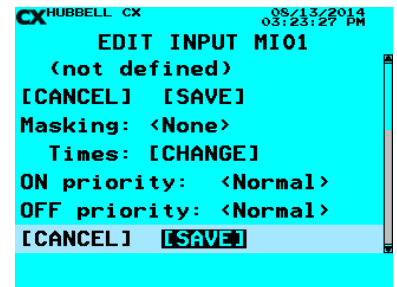 CX HUBBELL CX 08/13/2014
03:23:27 PM
EDIT INPUT MI01
(not defined)
[CANCEL] [SAVE]
Masking: <None>
Times: [CHANGE]
ON priority: <Normal>
OFF priority: <Normal>
[CANCEL] [SAVE]